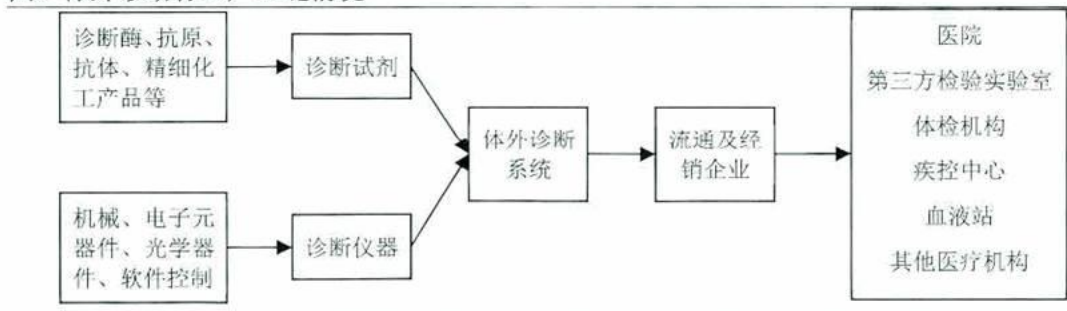 诊断酶、抗原、
抗体、精细化
工产品等
诊断试剂
机械、电子元
器件、光学器
件、软件控制
诊断仪器
体外诊断
系统
流通及经
销企业
医院
第三方检验实验室
体检机构
疾控中心
血液站
其他医疗机构